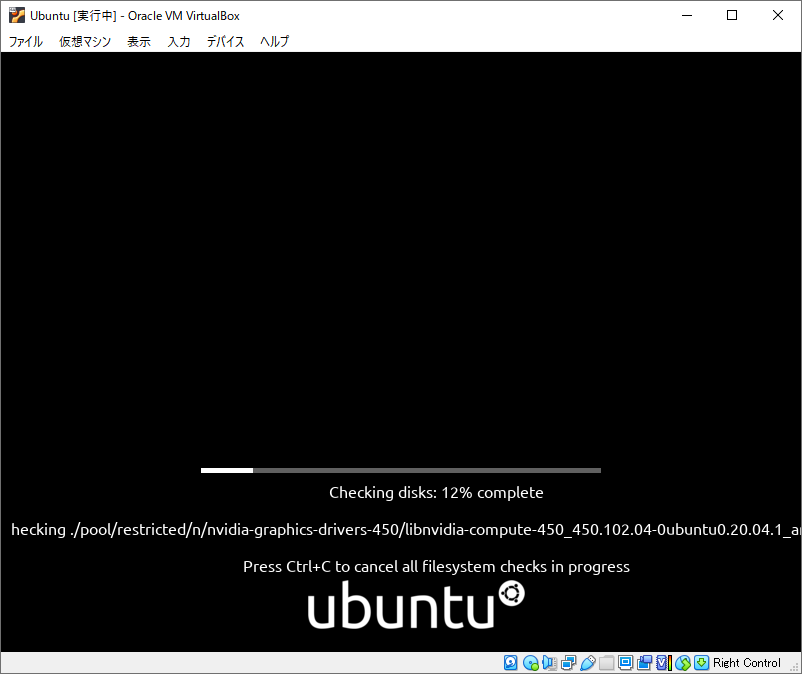 Ubuntu [実行中] - Oracle VM VirtualBox
ファイル 仮想マシン 表示 入力 デバイス ヘルプ
Checking disks: 12% complete
hecking ./pool/restricted/n/nvidia-graphics-drivers-450/libnvidia-compute-450_450.102.04-0ubuntu0.20.04.1_a
Press Ctrl+C to cancel all filesystem checks in progress
ubuntu
Right Control